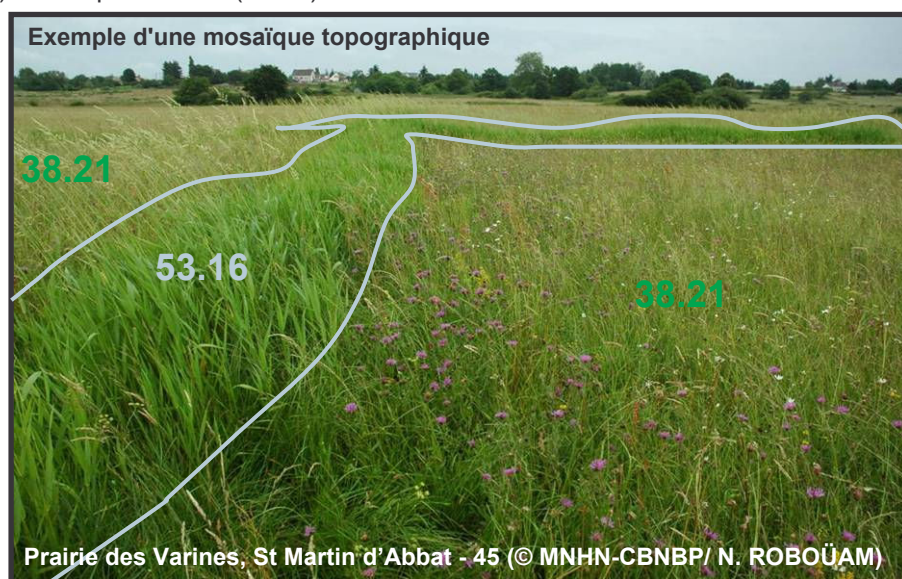 Exemple d'une mosaïque topographique
38.21
53.16
38.21
Prairie des Varines, St Martin d'Abbat - 45 (© MNHN-CBNBP/ N. ROBOÜAM)